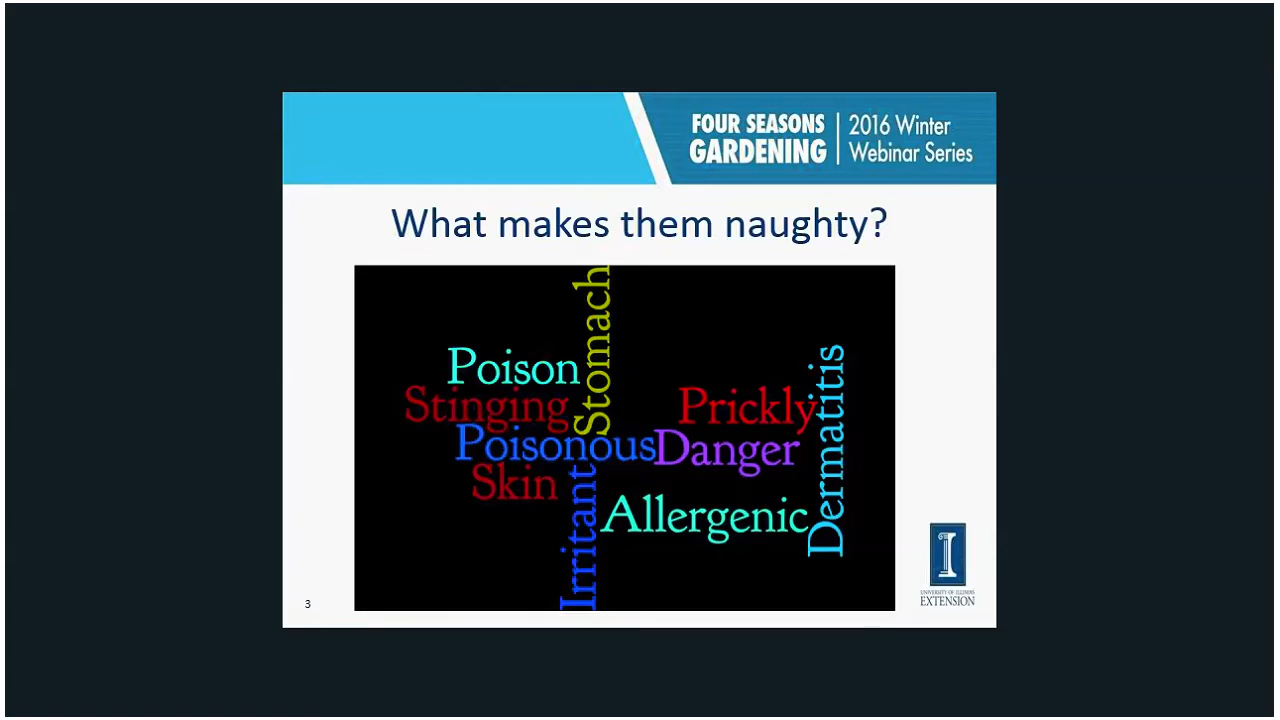 FOUR SEASONS
GARDENING
2016 Winter
Webinar Series
What makes them naughty?
Stomach
Poison
Stinging
Prickly
Dermatitis
Poisonous
Danger
Skin
Irritant
Allergenic
3
UNIVERSITY OF ILLINOIS
EXTENSION